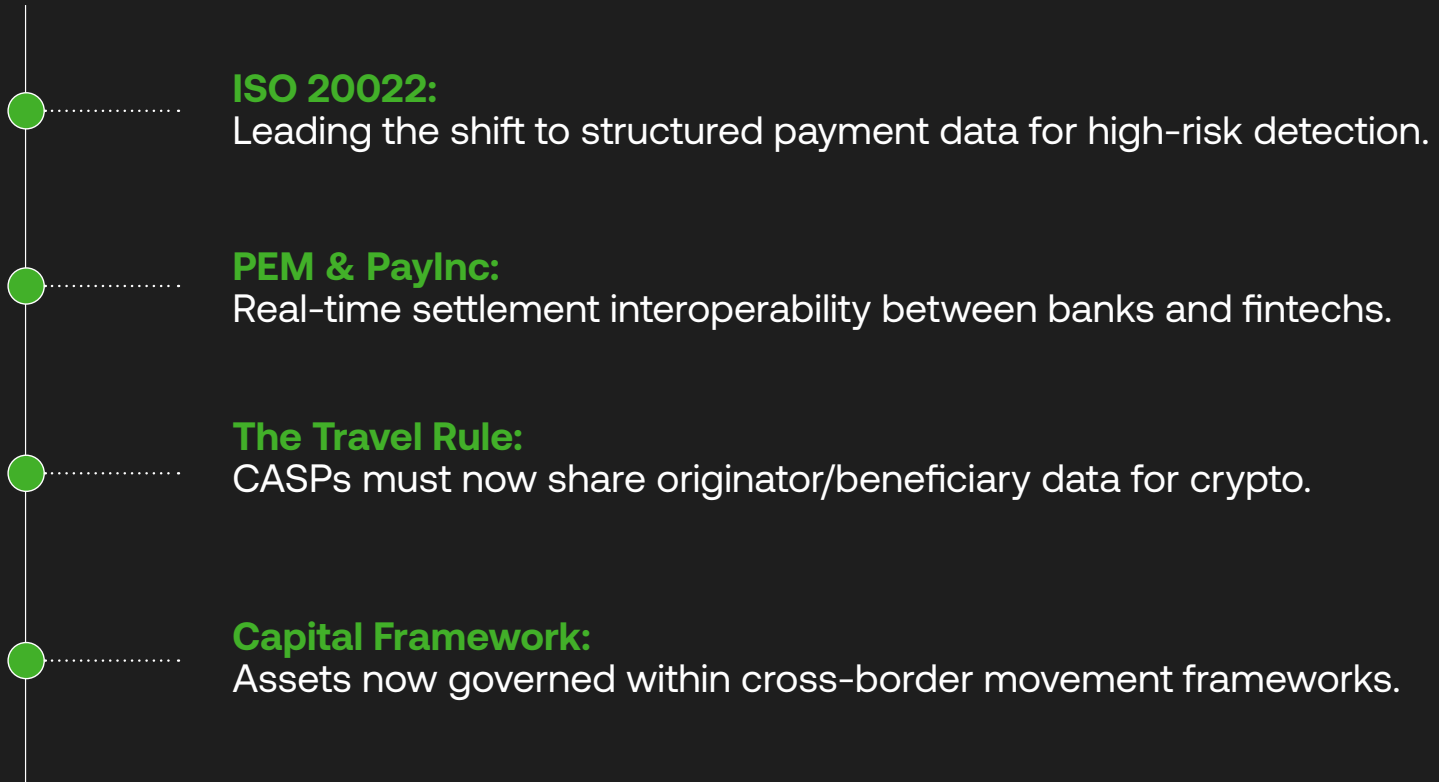 ISO 20022:
Leading the shift to structured payment data for high-risk detection.
PEM & PayInc:
Real-time settlement interoperability between banks and fintechs.
The Travel Rule:
CASPs must now share originator/beneficiary data for crypto.
Capital Framework:
Assets now governed within cross-border movement frameworks.